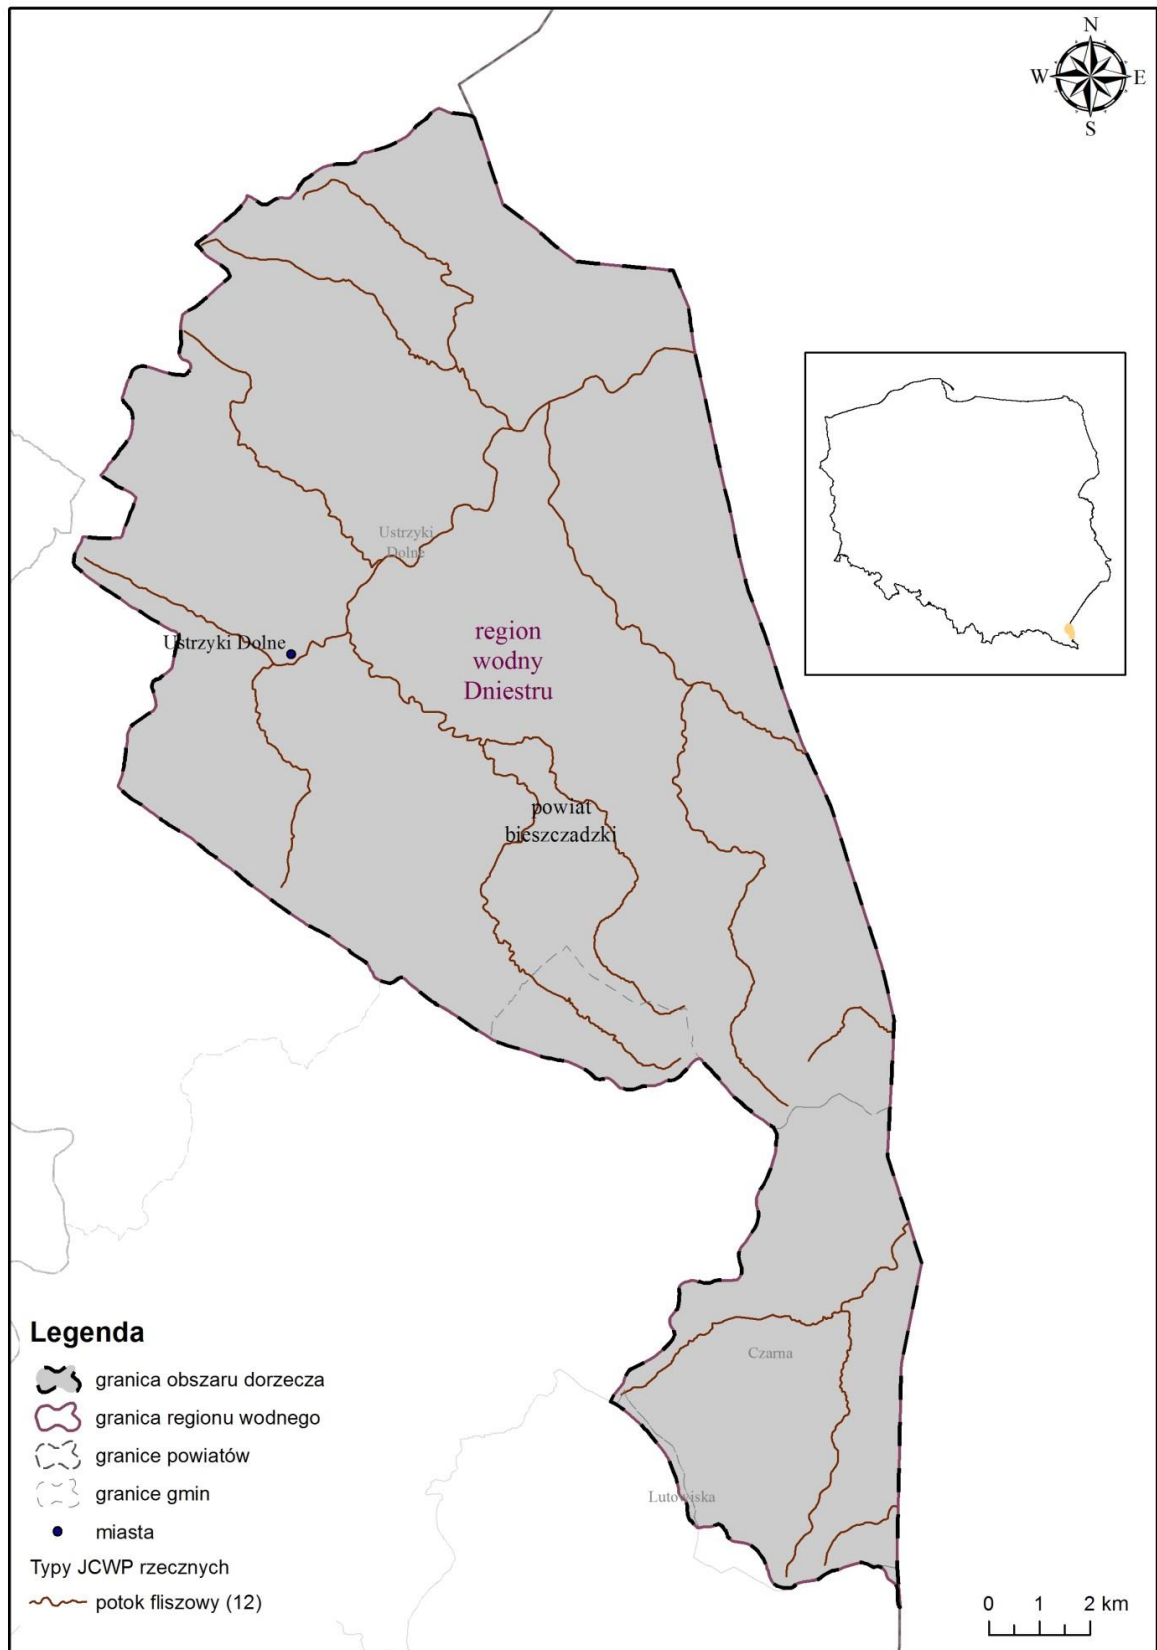 N
W
E
S
Ustrzyki
Dolne
Ustrzyki Dolne
region
wodny
Dniestru
powiat
bieszczadzki
Czarna
Lutowiska
Legenda
granica obszaru dorzecza
granica regionu wodnego
granice powiatów
granice gmin
miasta
Typy JCWP rzecznych
potok fliszowy (12)
0 1 2 km